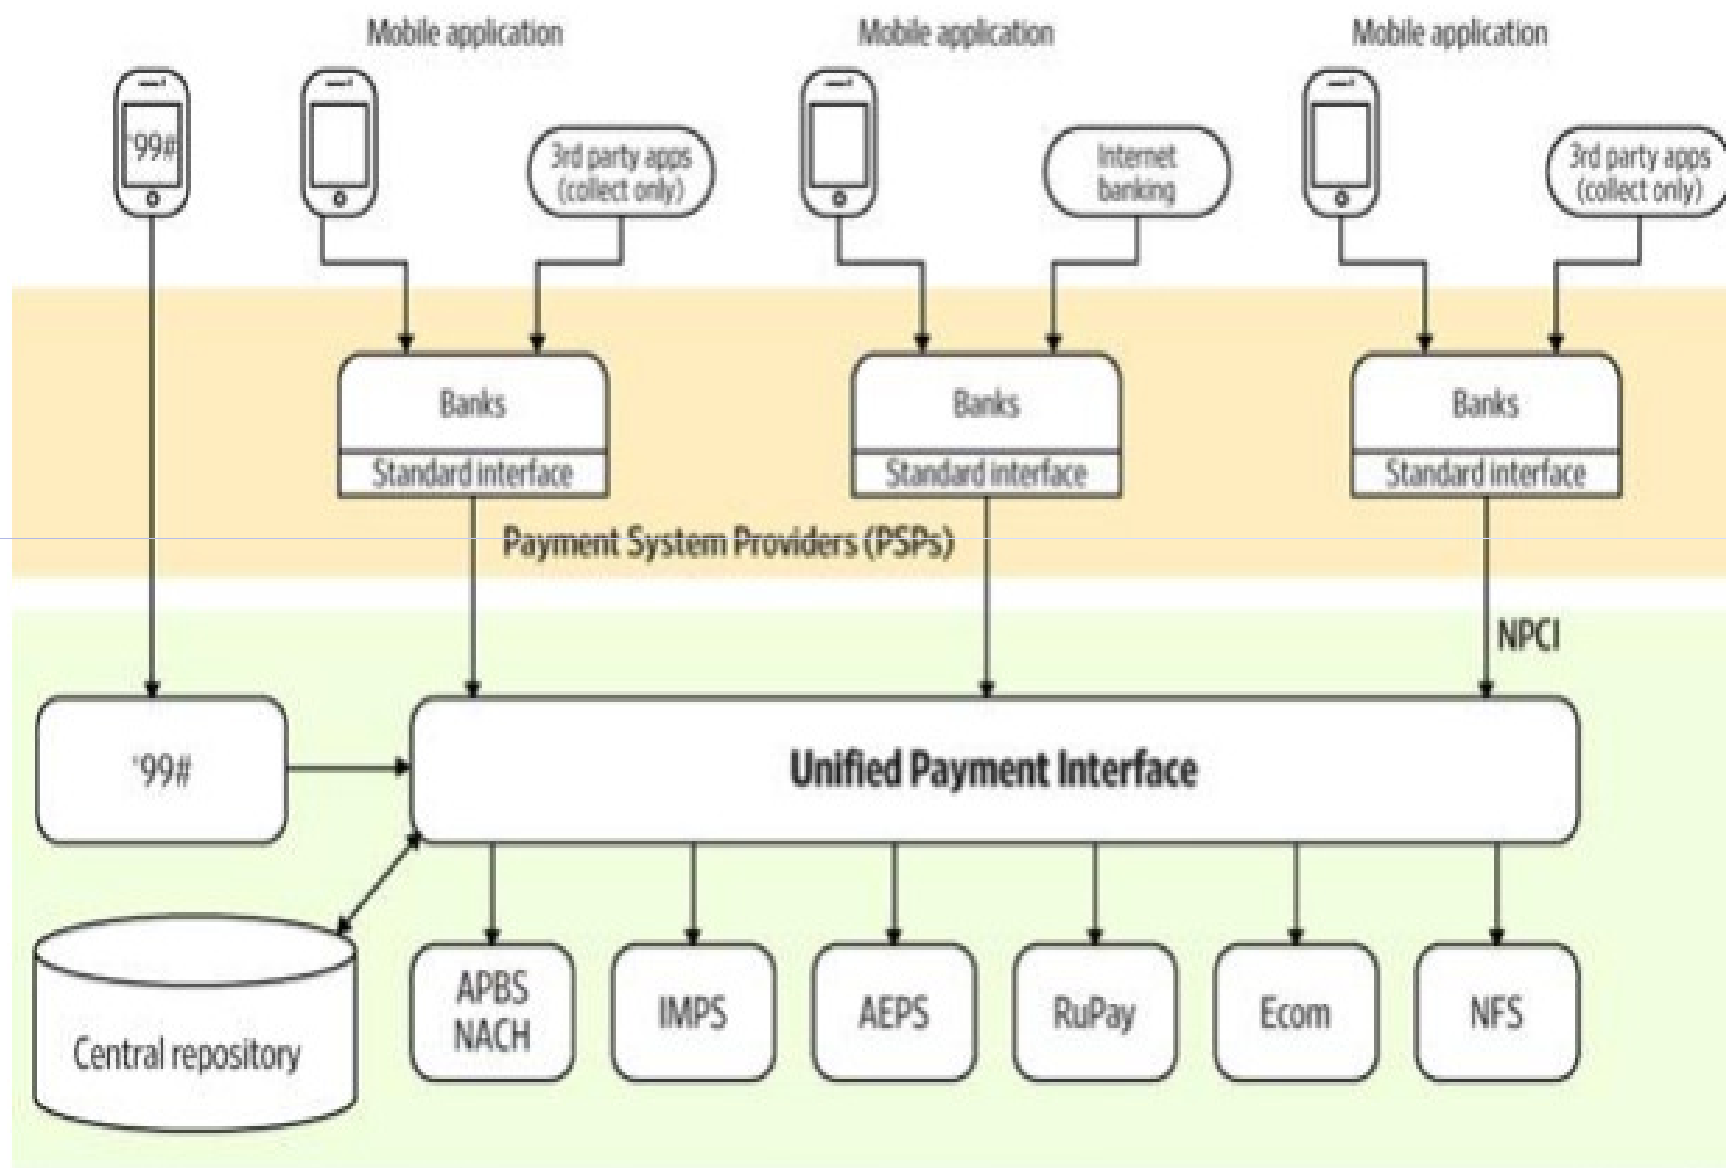 Mobile application
Mobile application
Mobile application
*99#
3rd party apps
(collect only)
Internet
banking
3rd party apps
(collect only)
Banks
Standard interface
Banks
Standard interface
Banks
Standard interface
Payment System Providers (PSPs)
NPCI
*99#
Unified Payment Interface
Central repository
APBS
NACH
IMPS
AEPS
RuPay
Ecom
NFS